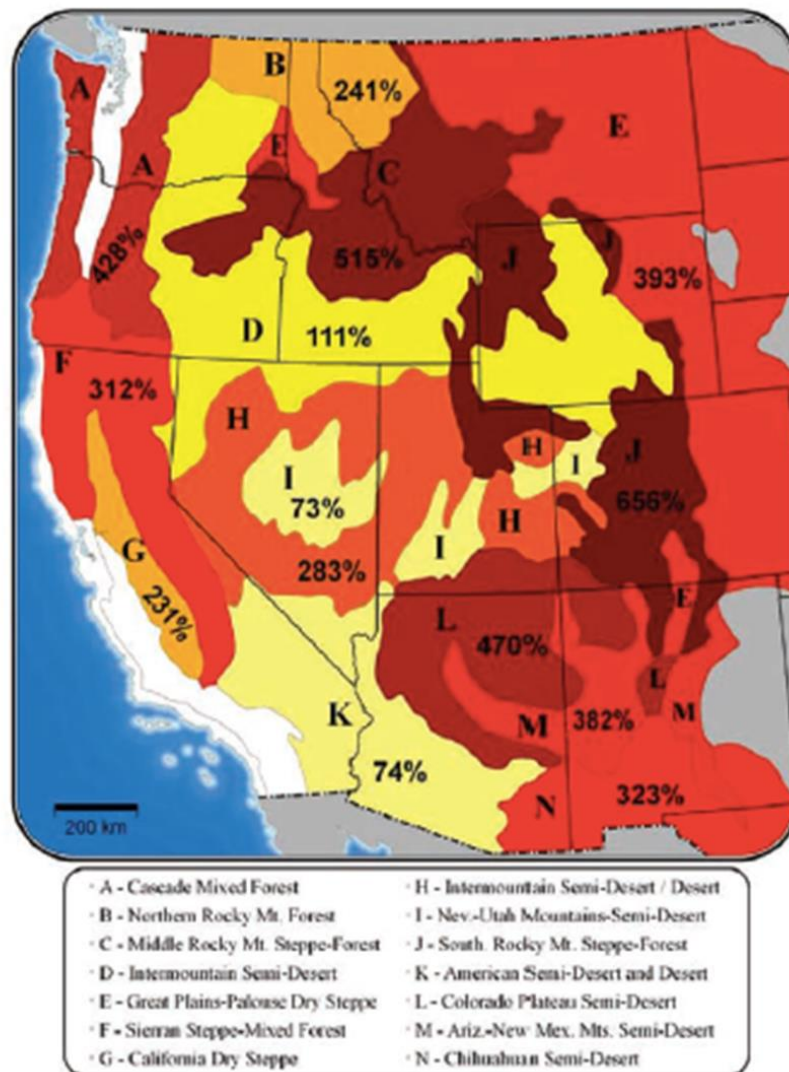 A
B
241%
E
E
A
C
428%
515%
J
J
393%
D
111%
F
312%
H
H
I
J
I
73%
656%
G
I
H
283%
231%
E
L
470%
L
K
M
382%
M
74%
N
323%
200 km
· A - Cascade Mixed Forest
· B - Northern Rocky Mt. Forest
· C - Middle Rocky Mt. Steppe-Forest
· D - Intermountain Semi-Desert
· E - Great Plains-Palouse Dry Steppe
· F - Sierran Steppe-Mixed Forest
· G - California Dry Steppe
· H - Intermountain Semi-Desert / Desert
· I - Nev.-Utah Mountains-Semi-Desert
· J - South. Rocky Mt. Steppe-Forest
· K - American Semi-Desert and Desert
· L - Colorado Plateau Semi-Desert
· M - Ariz.-New Mex. Mts. Semi-Desert
· N - Chihuahuan Semi-Desert